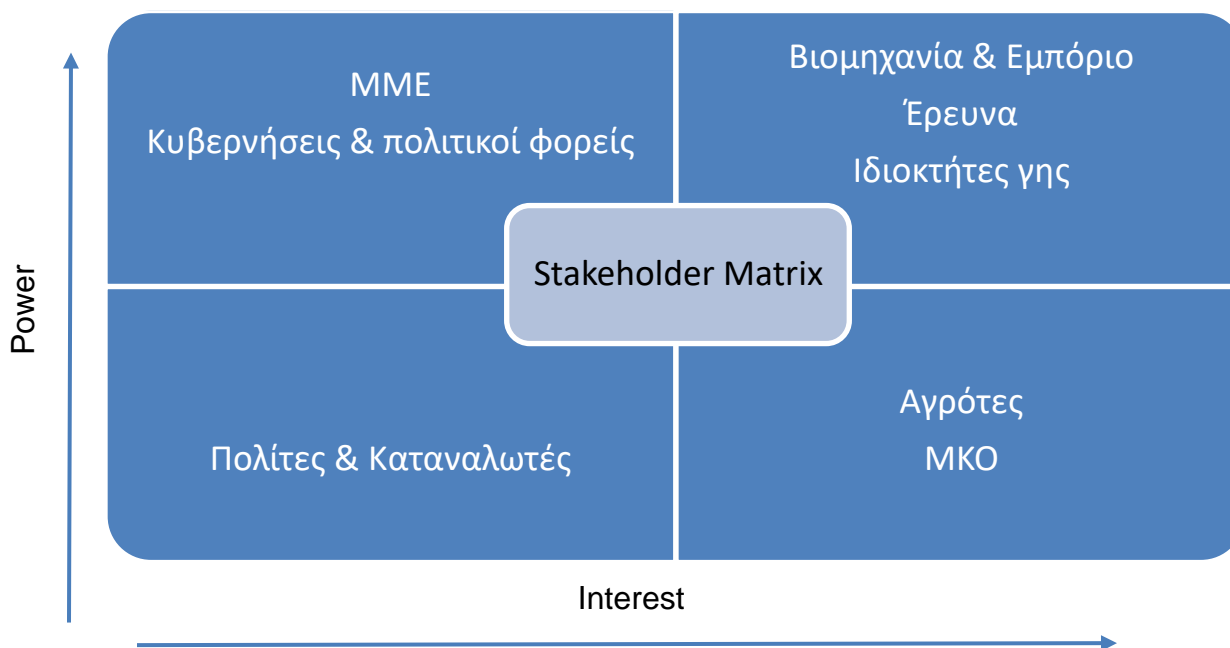 ΜΜΕ
Κυβερνήσεις & πολιτικοί φορείς
Βιομηχανία & Εμπόριο
Έρευνα
Ιδιοκτήτες γης
Stakeholder Matrix
Power
Πολίτες & Καταναλωτές
Αγρότες
ΜΚΟ
Interest